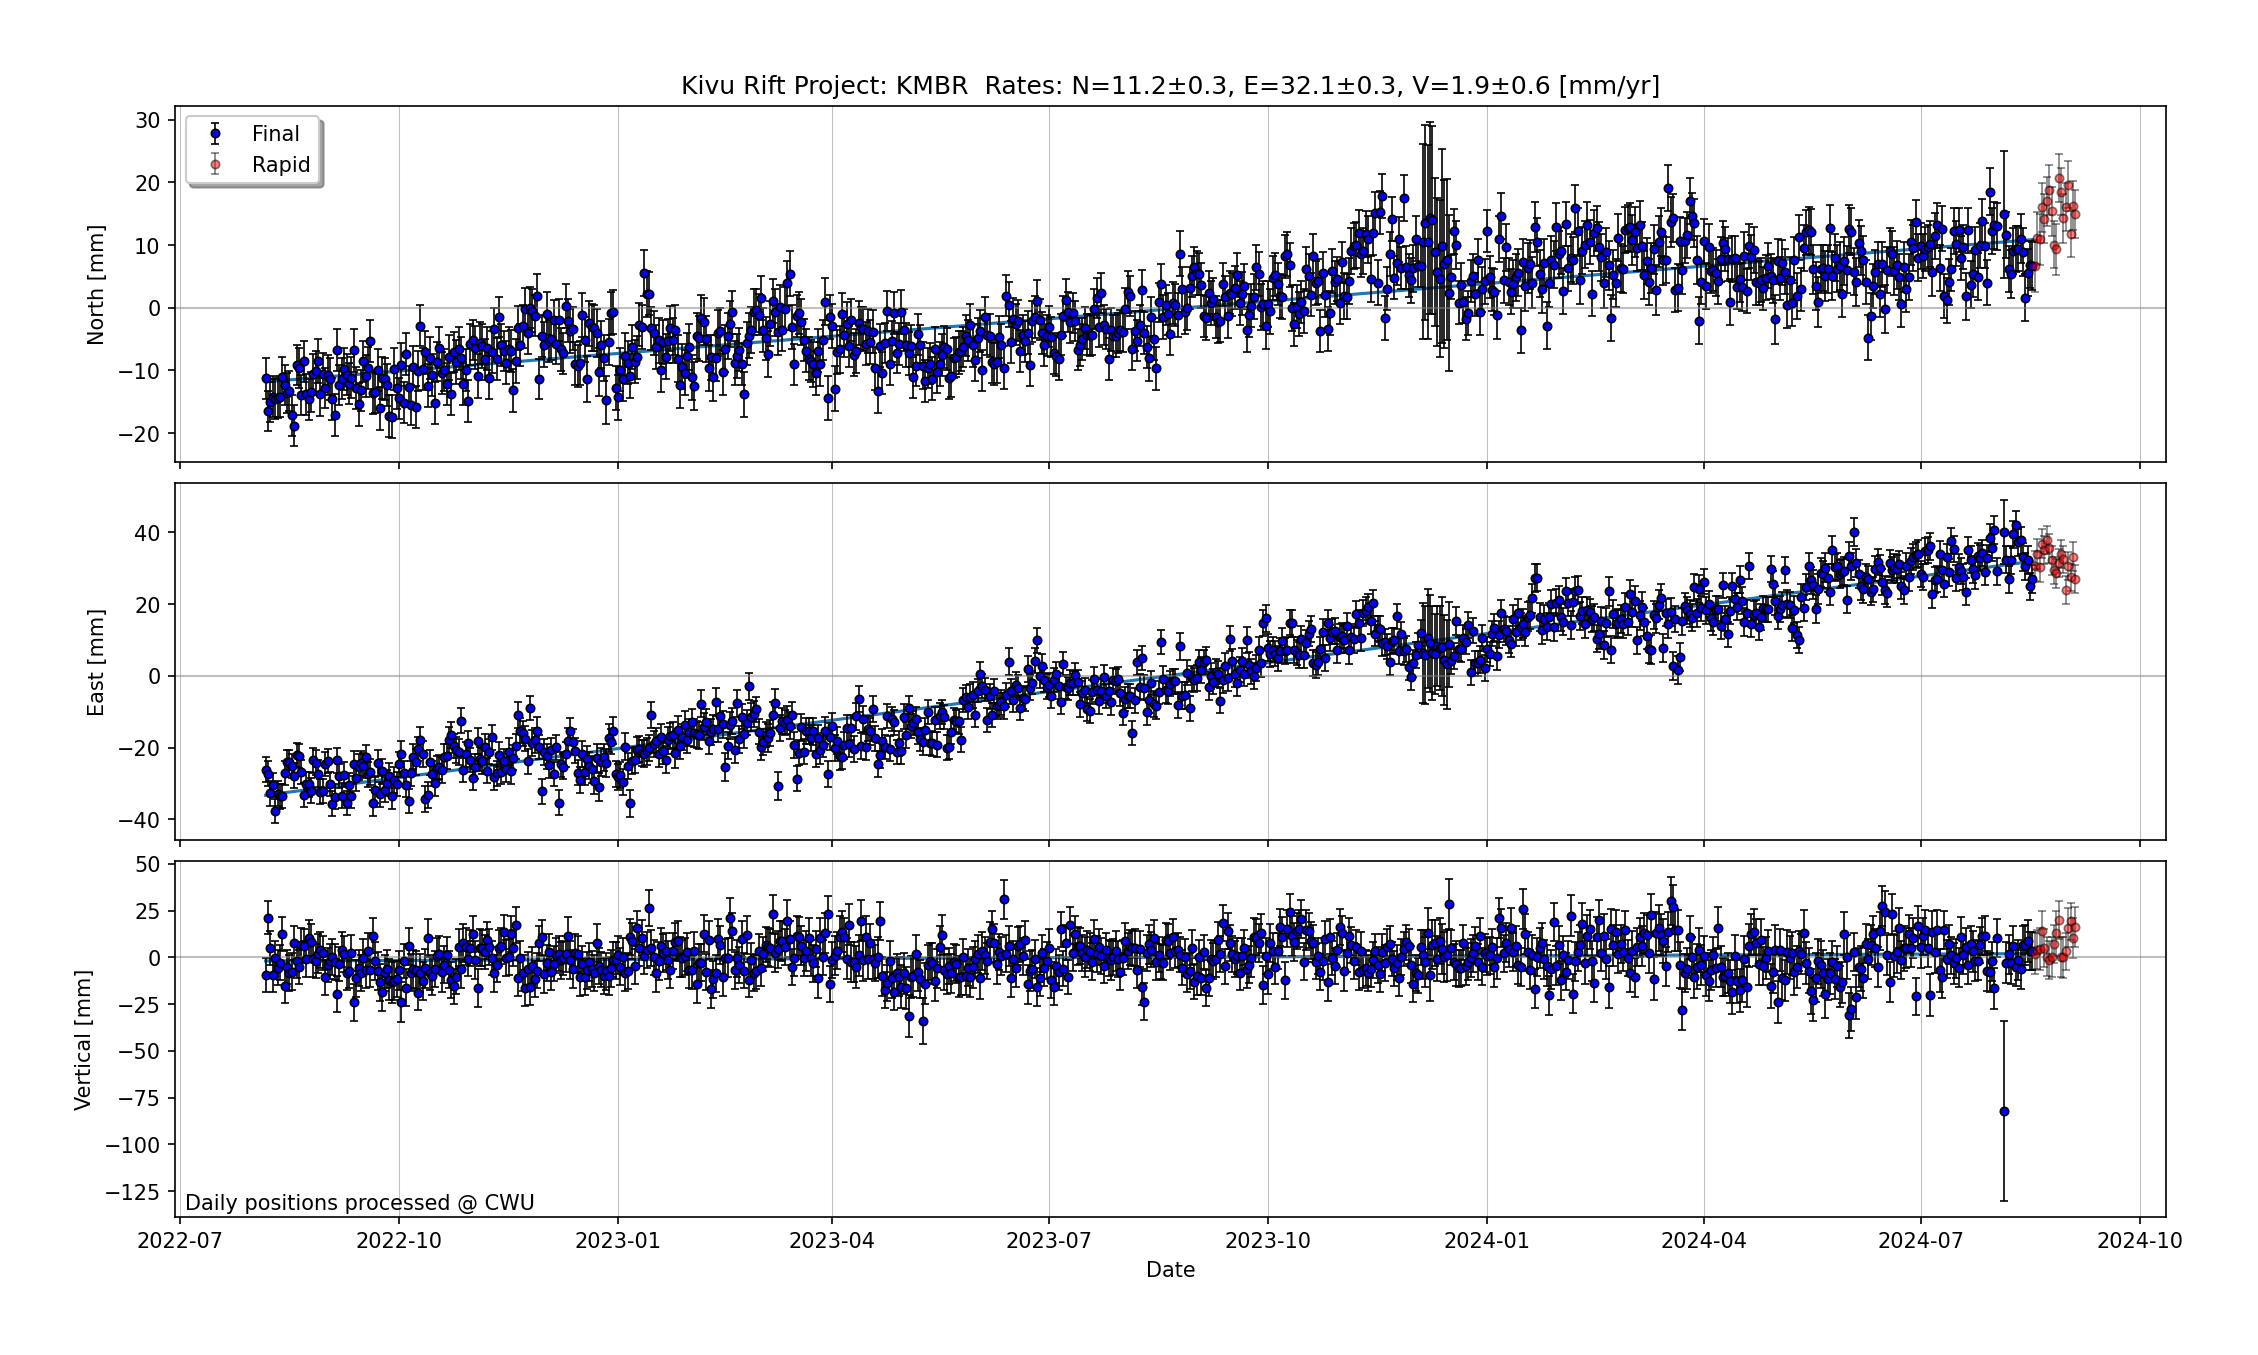 Kivu Rift Project: KMBR  Rates: N=11.2±0.3, E=32.1±0.3, V=1.9±0.6 [mm/yr]
Final
Rapid
North [mm]
30
20
10
0
−10
−20
East [mm]
40
20
0
−20
−40
Vertical [mm]
50
25
0
−25
−50
−75
−100
−125
Daily positions processed @ CWU
2022-07 2022-10 2023-01 2023-04 2023-07 2023-10 2024-01 2024-04 2024-07 2024-10
Date